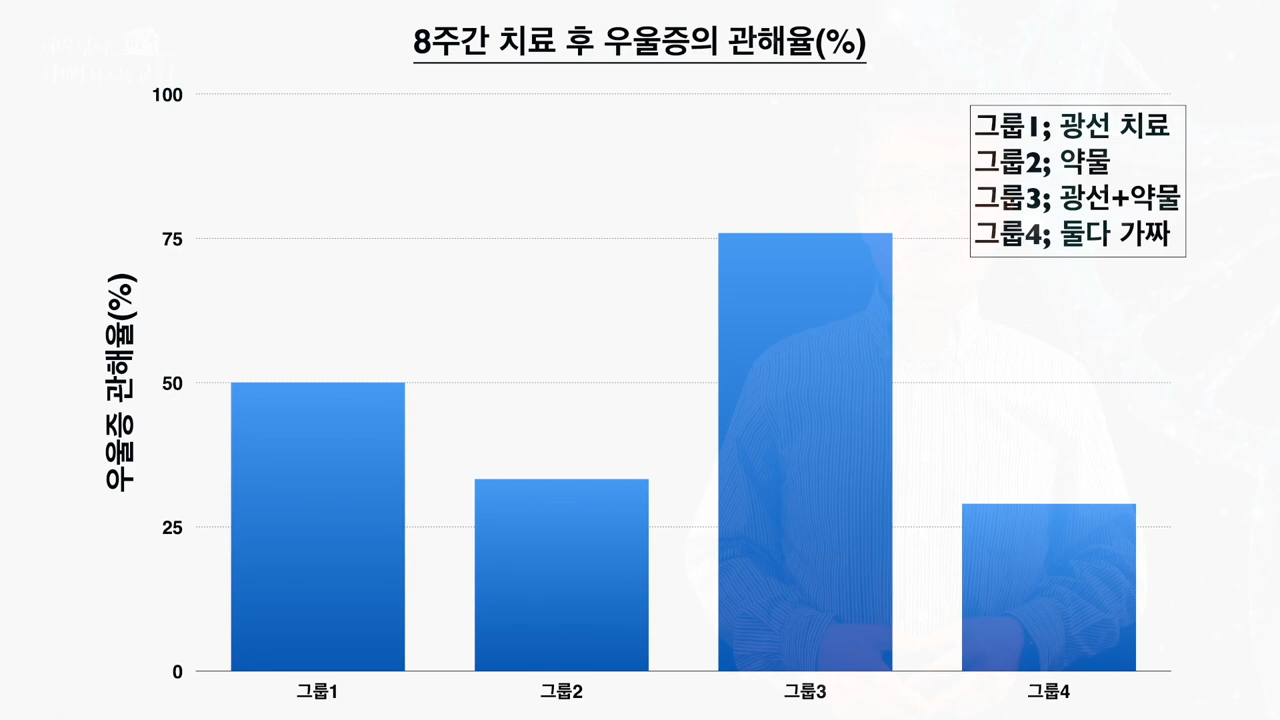 8주간 치료 후 우울증의 관해율(%)
100
75
50
25
0
우울증 관해율(%)
그룹1; 광선 치료
그룹2; 약물
그룹3; 광선+약물
그룹4; 둘다 가짜
그룹1
그룹2
그룹3
그룹4